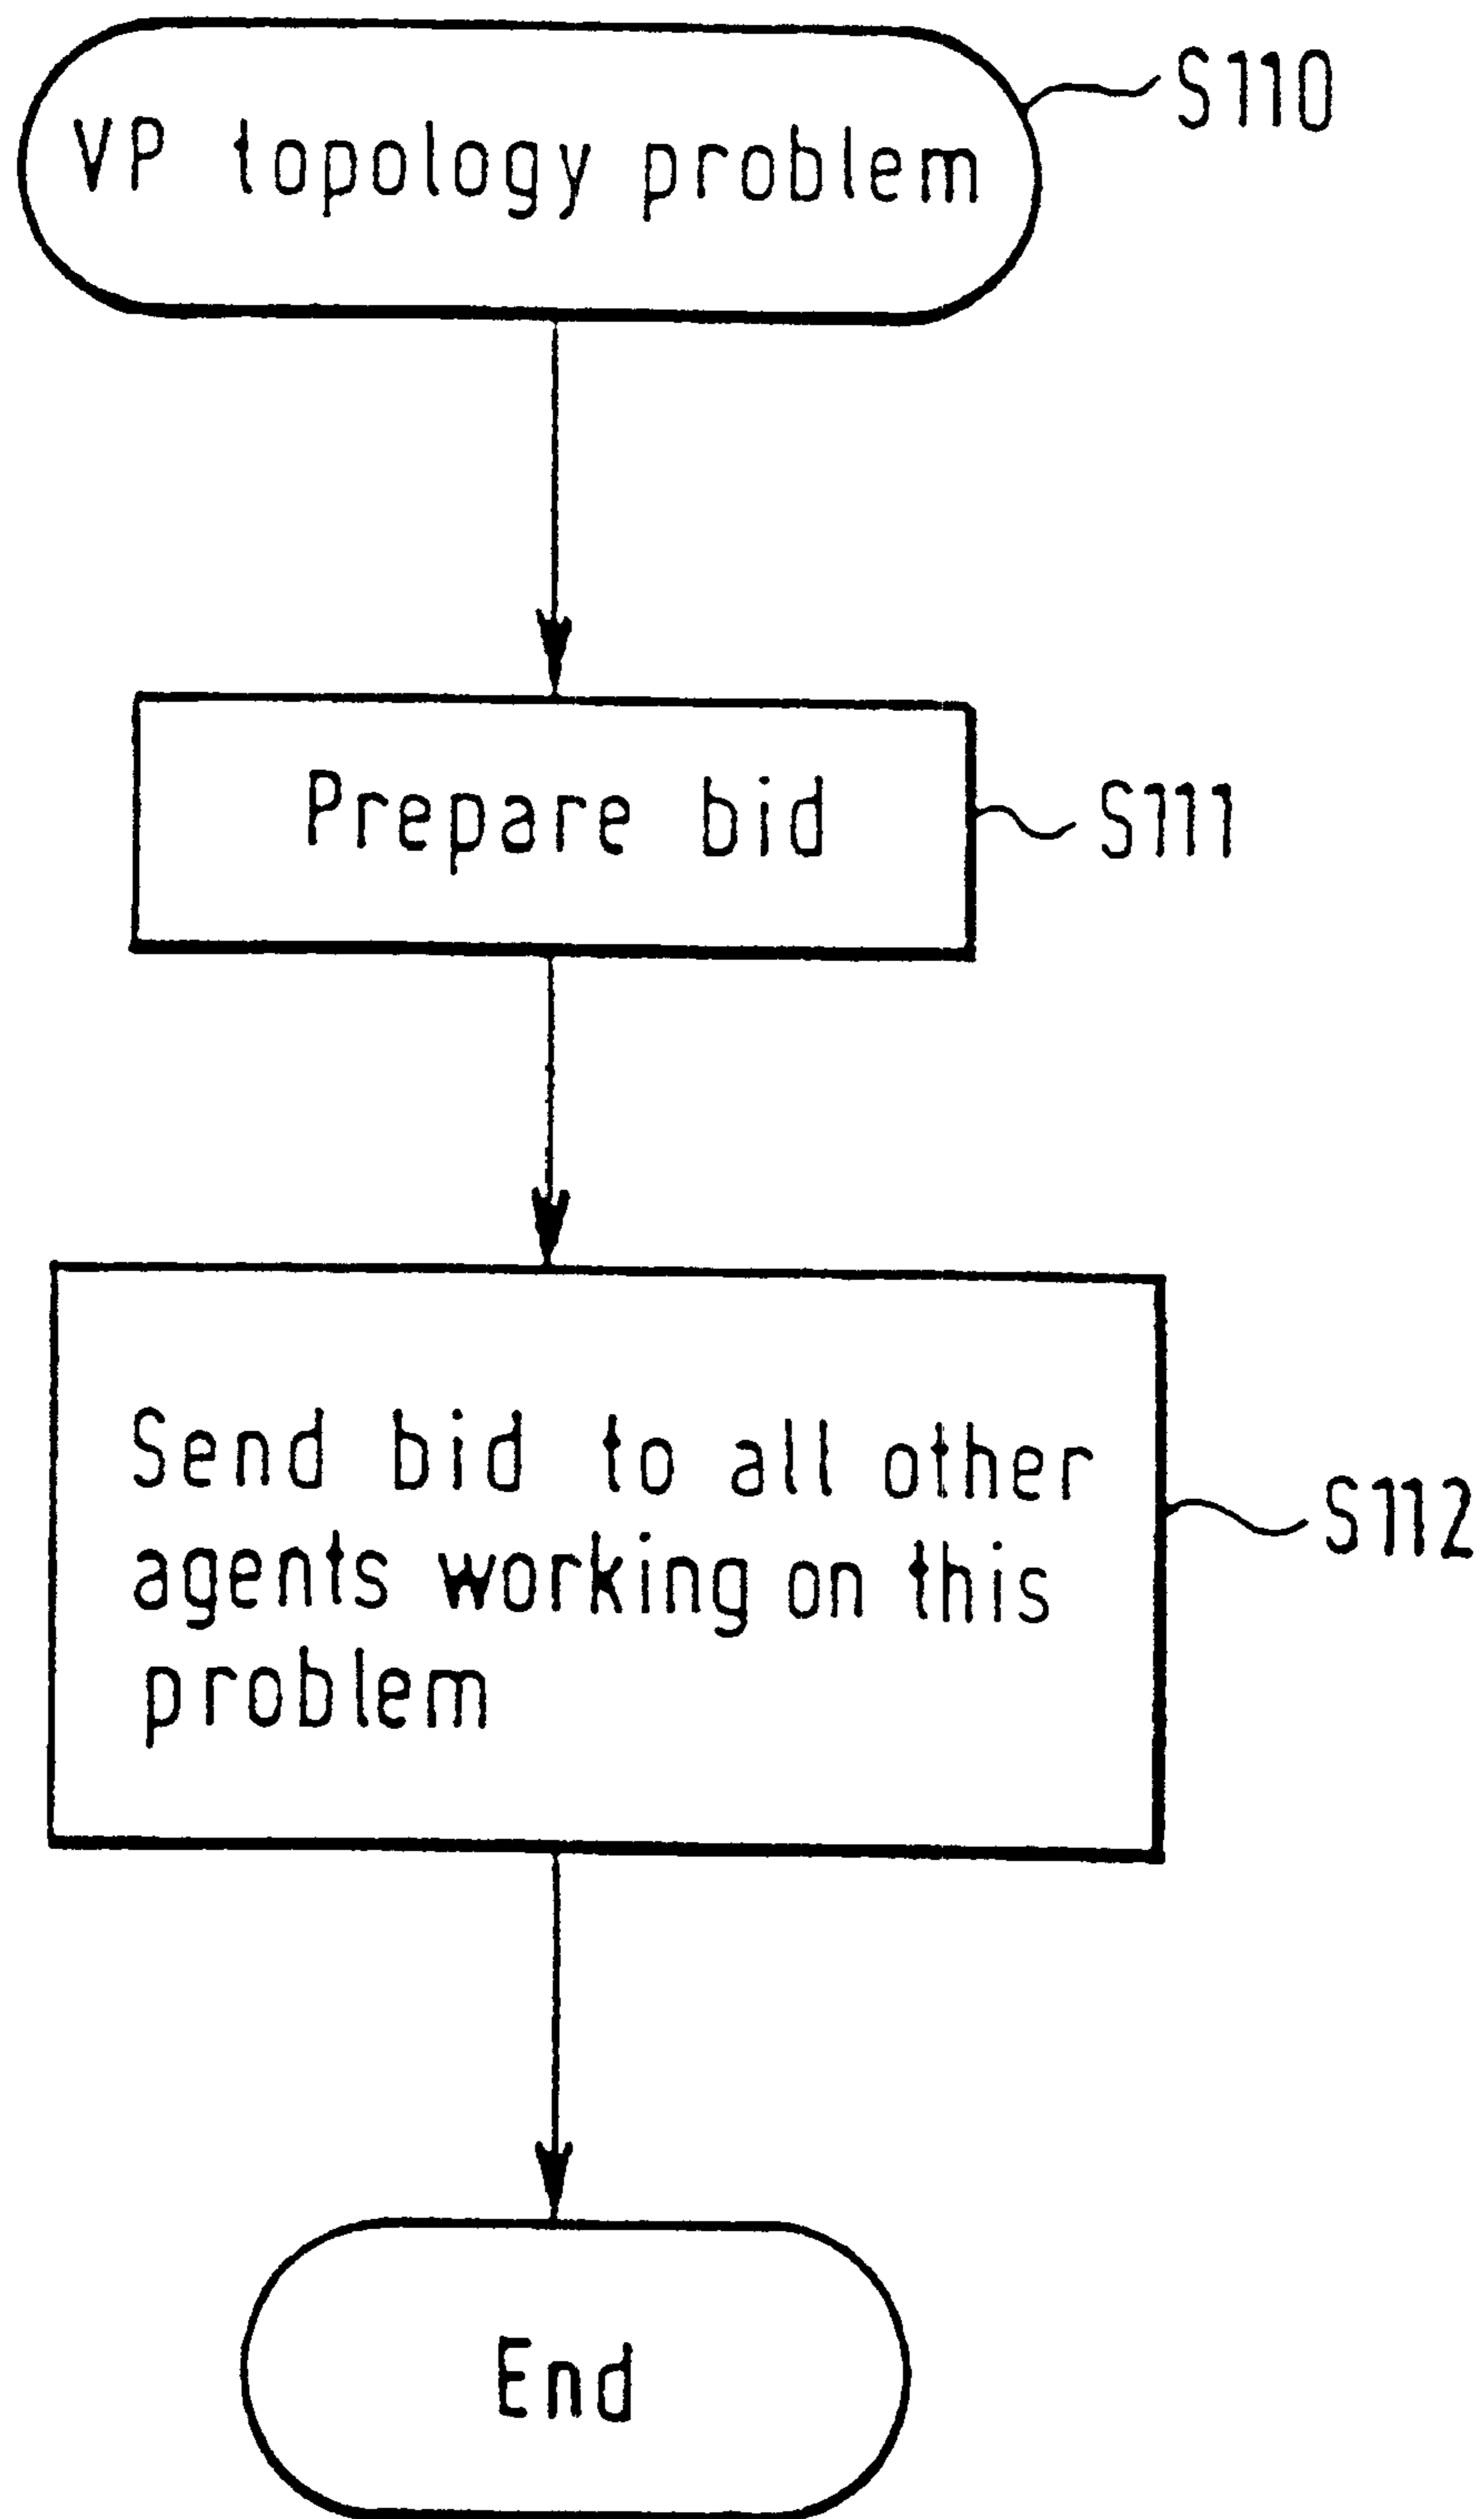 VP topology problem
S110
Prepare bid
S111
Send bid to all other
agents working on this
problem
S112
End